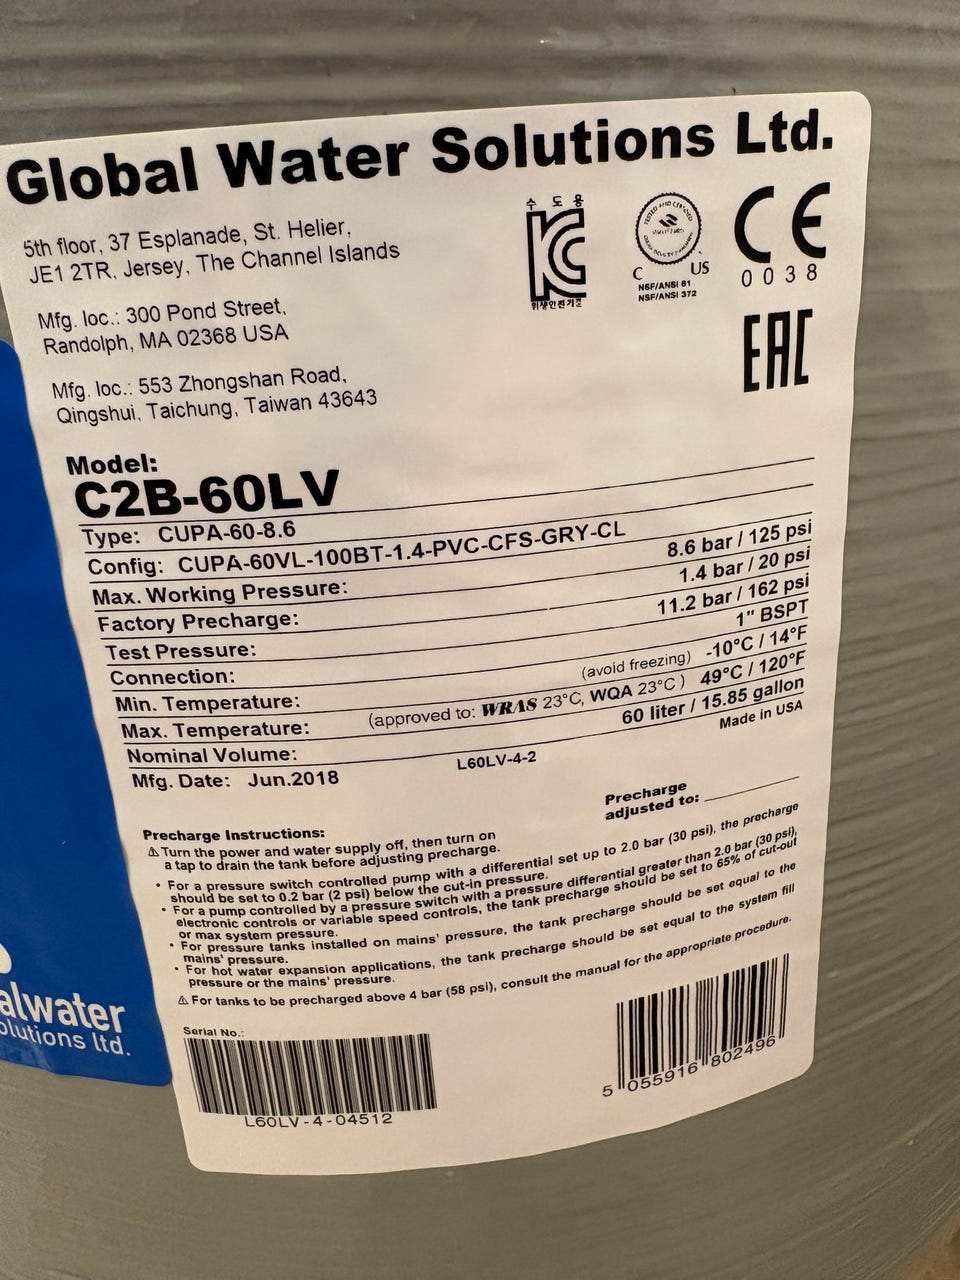 Global Water Solutions Ltd.
5th floor, 37 Esplanade, St. Helier,
JE1 2TR, Jersey, The Channel Islands
Mfg. loc.: 300 Pond Street,
Randolph, MA 02368 USA
Mfg. loc.: 553 Zhongshan Road,
Qingshui, Taichung, Taiwan 43643
수 도 용
KC
위생안전기준
TESTED AND CERTIFIED
C US
NSF/ANSI 61
NSF/ANSI 372
CE
0038
EAC
Model:
C2B-60LV
Type: CUPA-60-8.6
Config: CUPA-60VL-100BT-1.4-PVC-CFS-GRY-CL
Max. Working Pressure: 8.6 bar / 125 psi
Factory Precharge: 1.4 bar / 20 psi
Test Pressure: 11.2 bar / 162 psi
Connection: 1" BSPT
Min. Temperature: (avoid freezing) -10°C / 14°F
Max. Temperature: (approved to: WRAS 23°C, WQA 23°C ) 49°C / 120°F
Nominal Volume: 60 liter / 15.85 gallon
Mfg. Date: Jun.2018 L60LV-4-2 Made in USA
Precharge
adjusted to:
Precharge Instructions:
⚠ Turn the power and water supply off, then turn on
a tap to drain the tank before adjusting precharge.
• For a pressure switch controlled pump with a differential set up to 2.0 bar (30 psi), the precharge
should be set to 0.2 bar (2 psi) below the cut-in pressure.
• For a pump controlled by a pressure switch with a pressure differential greater than 2.0 bar (30 psi),
electronic controls or variable speed controls, the tank precharge should be set to 65% of cut-out
or max system pressure.
• For pressure tanks installed on mains' pressure, the tank precharge should be set equal to the
mains' pressure.
• For hot water expansion applications, the tank precharge should be set equal to the system fill
pressure or the mains' pressure.
⚠ For tanks to be precharged above 4 bar (58 psi), consult the manual for the appropriate procedure.
Serial No.:
L60LV-4-04512
5 055916 802496
alwater
olutions ltd.